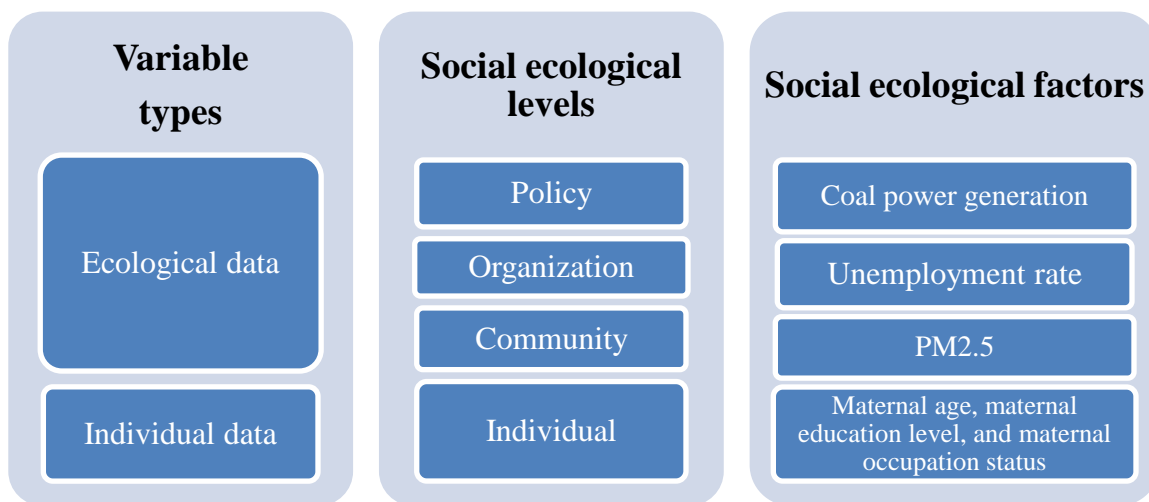 Variable
types
Ecological data
Individual data
Social ecological
levels
Policy
Organization
Community
Individual
Social ecological factors
Coal power generation
Unemployment rate
PM2.5
Maternal age, maternal
education level, and maternal
occupation status